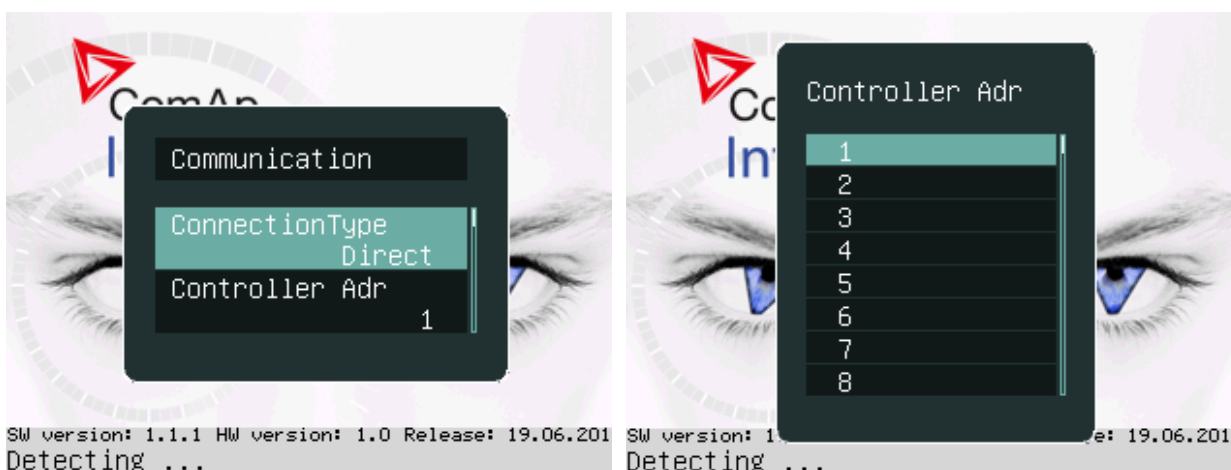 ComAp
Communication
ConnectionType
Direct
Controller Adr
1
SW version: 1.1.1 HW version: 1.0 Release: 19.06.201
Detecting ...
Controller Adr
1
2
3
4
5
6
7
8
SW version: 1
e: 19.06.201
Detecting ...